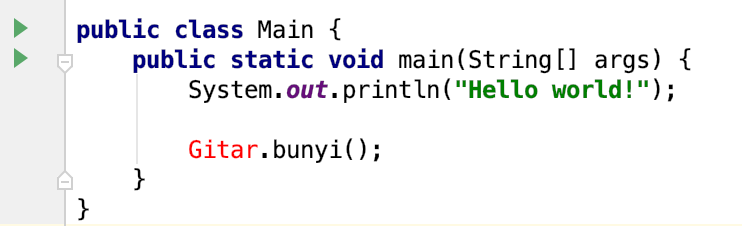 public class Main {
    public static void main(String[] args) {
        System.out.println("Hello world!");

        Gitar.bunyi();
    }
}